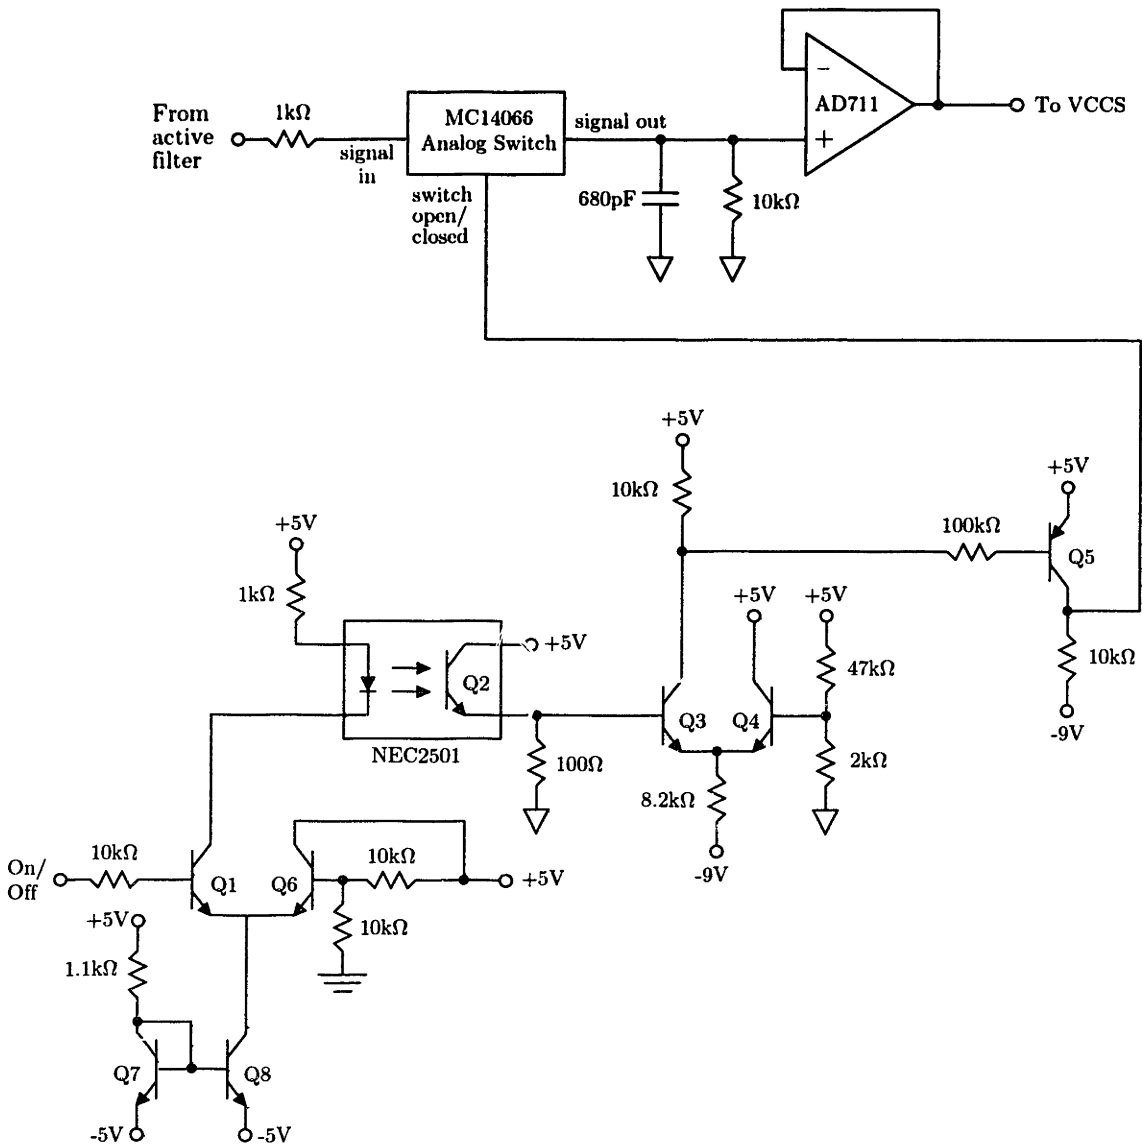 From
active
filter
1kΩ
signal
in
MC14066
Analog Switch
switch
open/
closed
signal out
680pF
10kΩ
−
AD711
+
To VCCS
+5V
10kΩ
+5V
100kΩ
Q5
10kΩ
-9V
+5V
1kΩ
+5V
Q2
NEC2501
100Ω
Q3
Q4
+5V
+5V
47kΩ
2kΩ
8.2kΩ
-9V
On/
Off
10kΩ
Q1
Q6
10kΩ
+5V
10kΩ
+5V
1.1kΩ
Q7
Q8
-5V
-5V